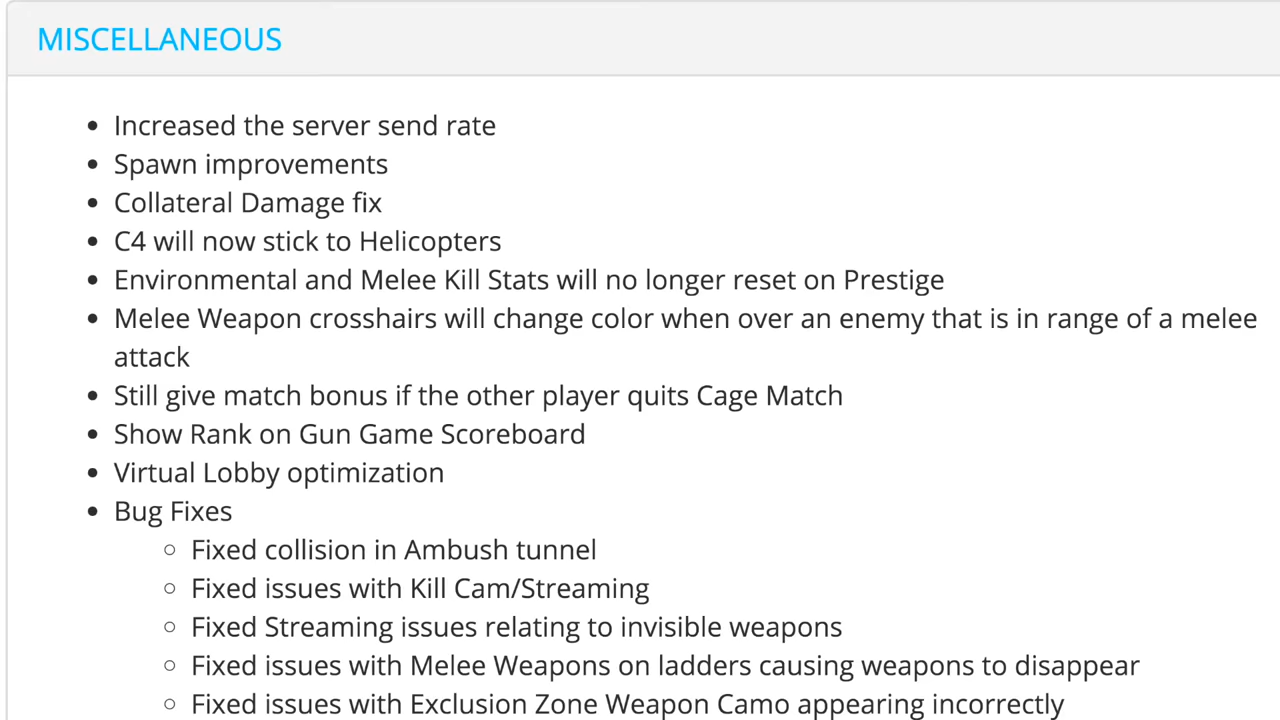 MISCELLANEOUS
Increased the server send rate
Spawn improvements
Collateral Damage fix
C4 will now stick to Helicopters
Environmental and Melee Kill Stats will no longer reset on Prestige
Melee Weapon crosshairs will change color when over an enemy that is in range of a melee
attack
Still give match bonus if the other player quits Cage Match
Show Rank on Gun Game Scoreboard
Virtual Lobby optimization
Bug Fixes
Fixed collision in Ambush tunnel
Fixed issues with Kill Cam/Streaming
Fixed Streaming issues relating to invisible weapons
Fixed issues with Melee Weapons on ladders causing weapons to disappear
Fixed issues with Exclusion Zone Weapon Camo appearing incorrectly